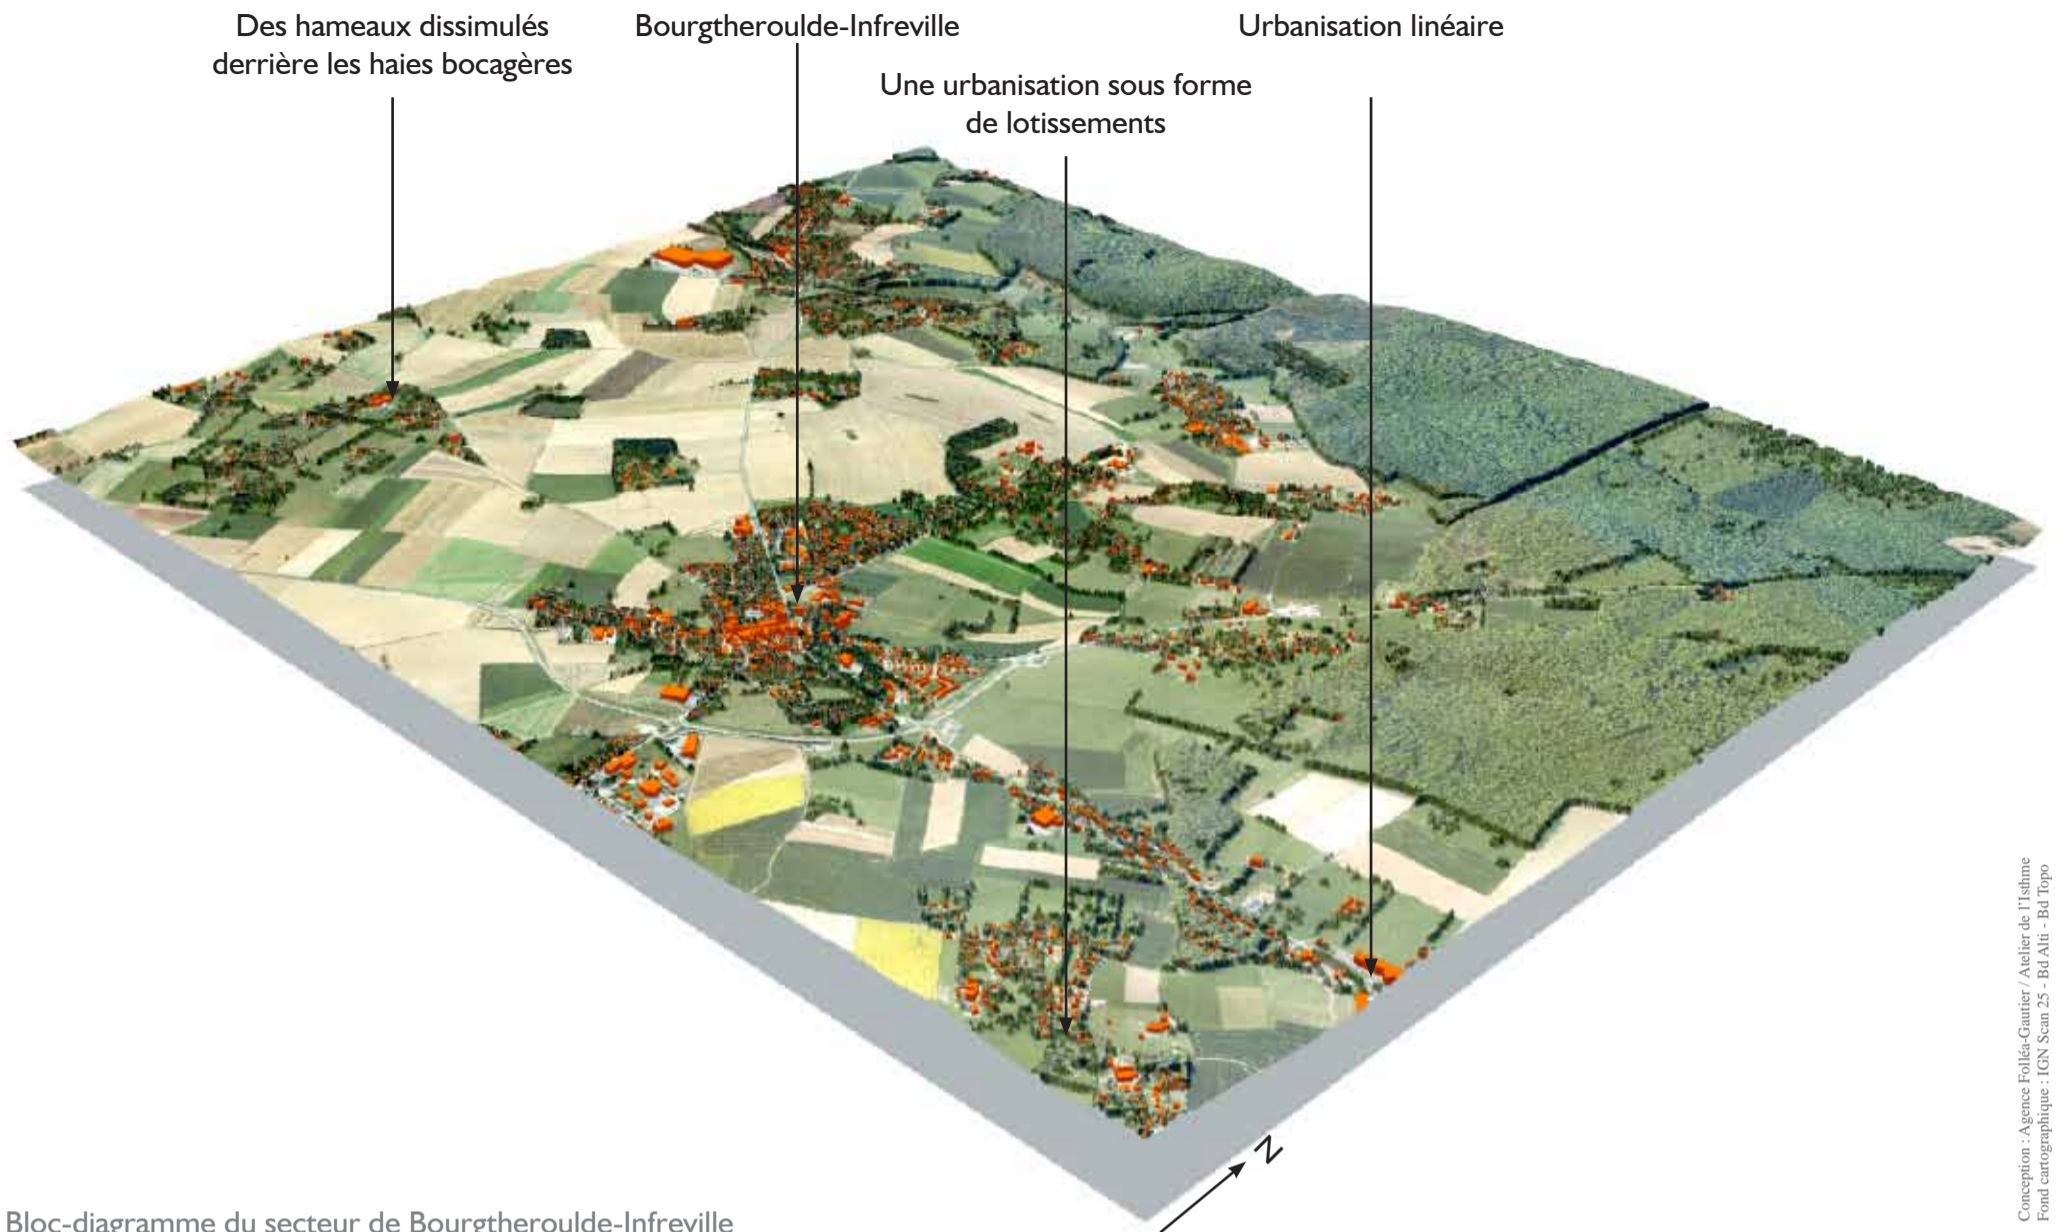 Des hameaux dissimulés
derrière les haies bocagères
Bourgtheroulde-Infreville
Une urbanisation sous forme
de lotissements
Urbanisation linéaire
N
Conception : Agence Folléa-Gautier / Atelier de l'Isthme
Fond cartographique : IGN Scan 25 - Bd Alti - Bd Topo
Bloc-diagramme du secteur de Bourgtheroulde-Infreville